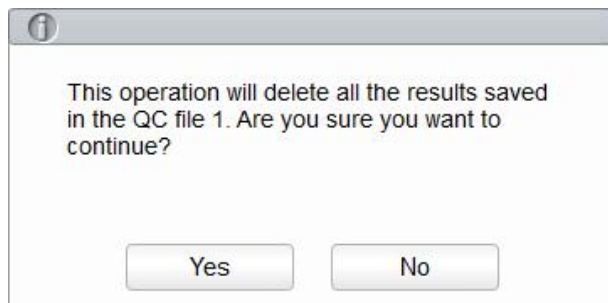 This operation will delete all the results saved
in the QC file 1. Are you sure you want to
continue?
Yes
No